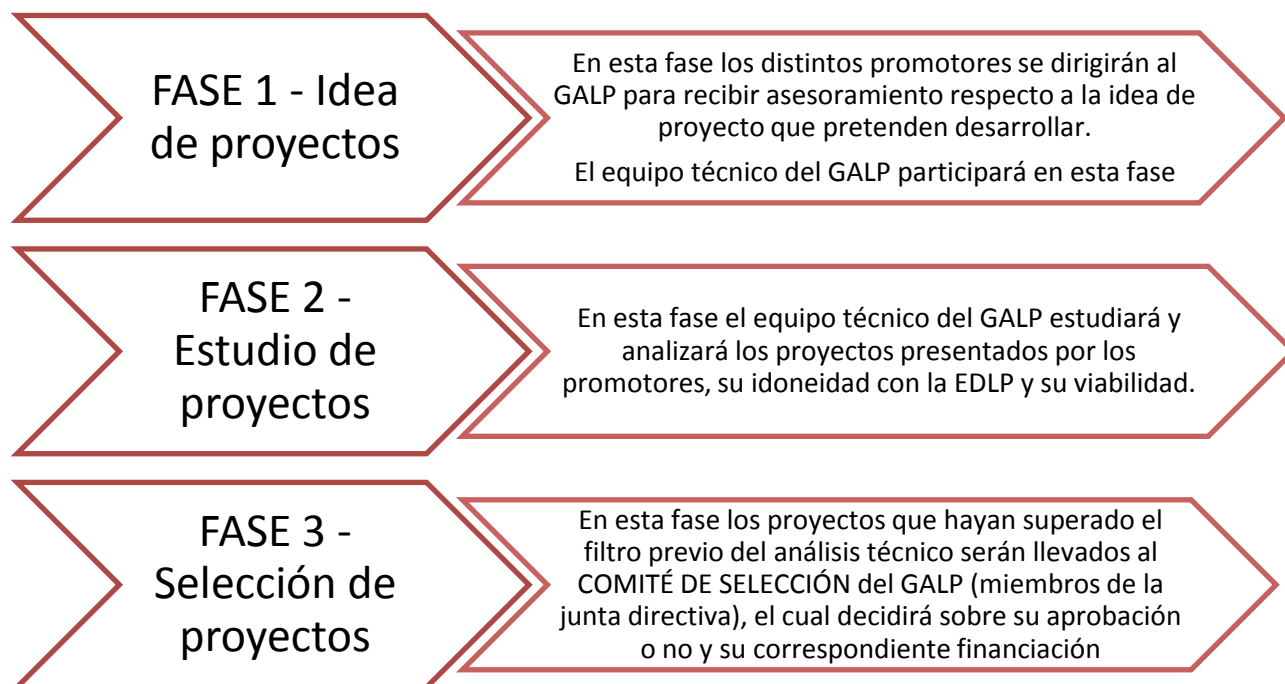 FASE 1 - Idea
de proyectos
En esta fase los distintos promotores se dirigirán al
GALP para recibir asesoramiento respecto a la idea de
proyecto que pretenden desarrollar.
El equipo técnico del GALP participará en esta fase
FASE 2 -
Estudio de
proyectos
En esta fase el equipo técnico del GALP estudiará y
analizará los proyectos presentados por los
promotores, su idoneidad con la EDLP y su viabilidad.
FASE 3 -
Selección de
proyectos
En esta fase los proyectos que hayan superado el
filtro previo del análisis técnico serán llevados al
COMITÉ DE SELECCIÓN del GALP (miembros de la
junta directiva), el cual decidirá sobre su aprobación
o no y su correspondiente financiación